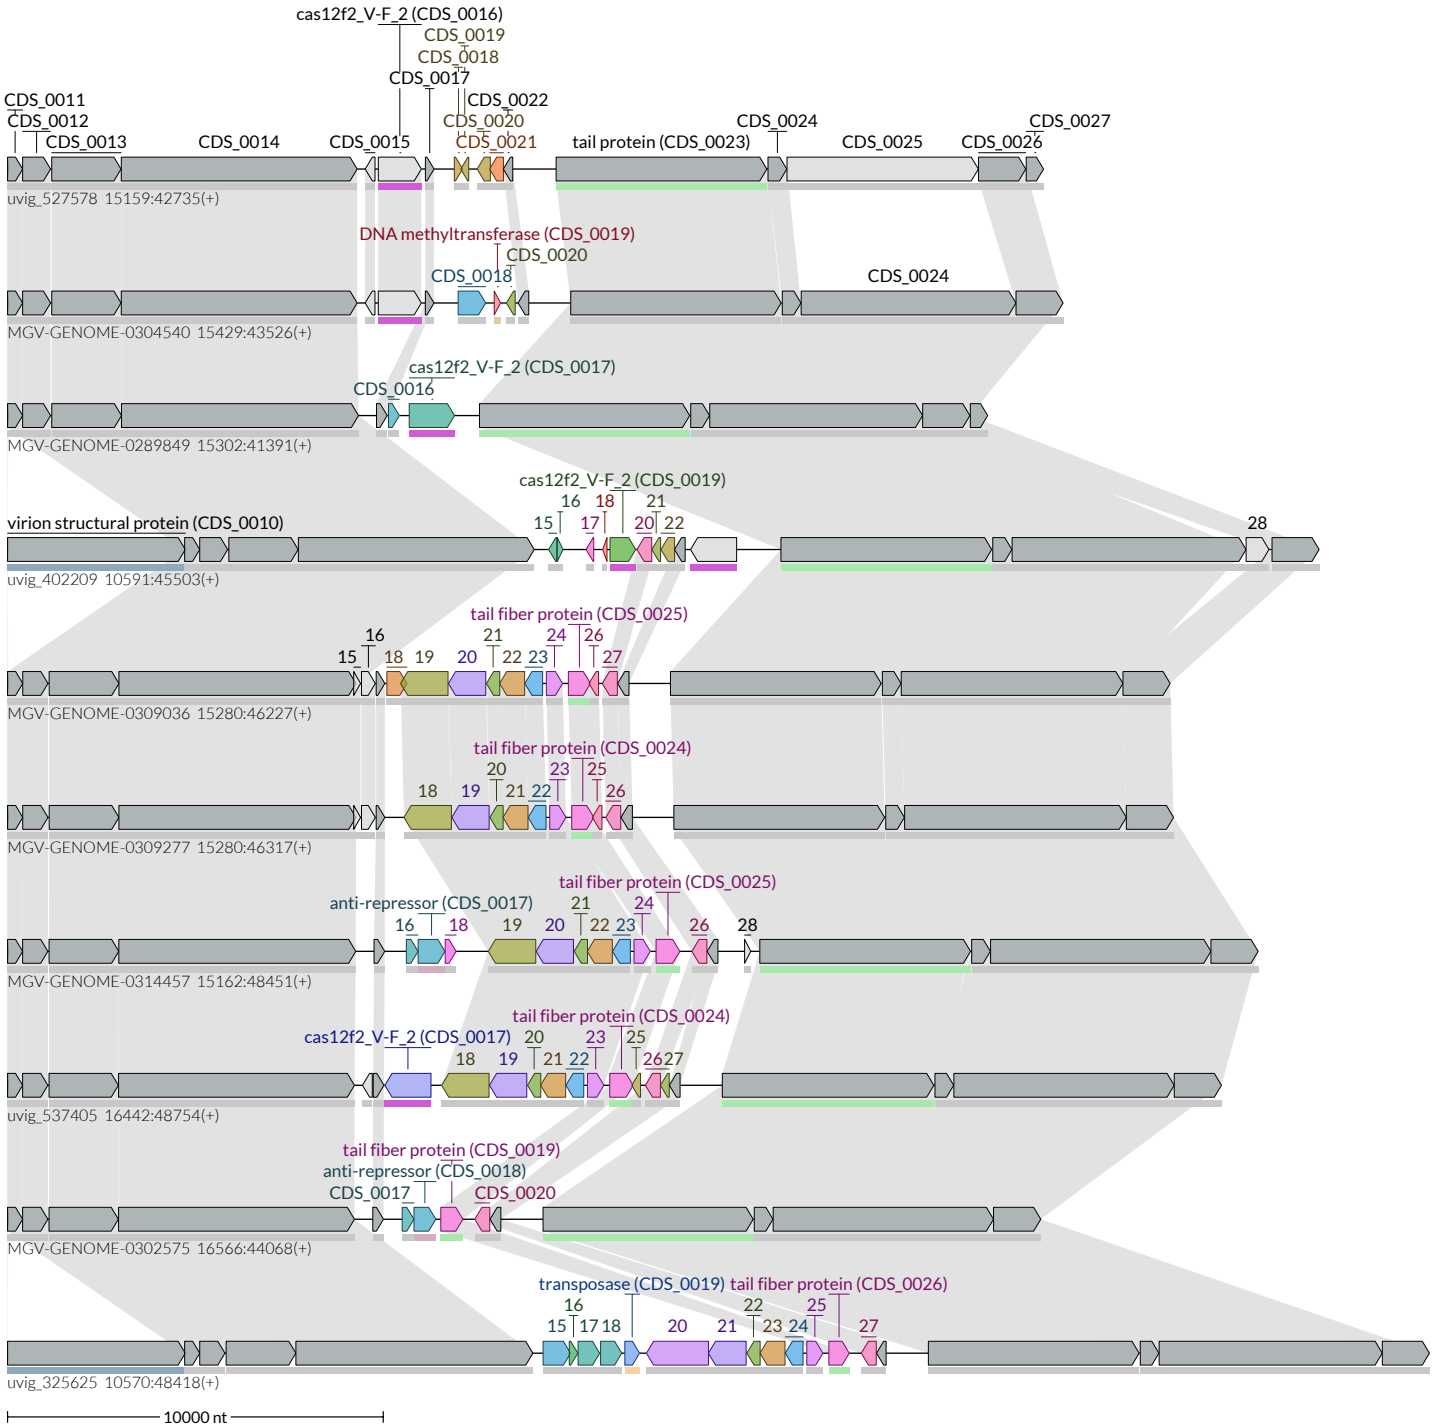 cas12f2_V-F_2 (CDS_0016)
CDS_0019
CDS_0018
CDS_0017
CDS_0011 CDS_0022
CDS_0012 CDS_0020 CDS_0024 CDS_0027
CDS_0013 CDS_0014 CDS_0015 CDS_0021 tail protein (CDS_0023) CDS_0025 CDS_0026
uvig_527578 15159:42735(+)
DNA methyltransferase (CDS_0019)
CDS_0020
CDS_0018 CDS_0024
MGV-GENOME-0304540 15429:43526(+)
cas12f2_V-F_2 (CDS_0017)
CDS_0016
MGV-GENOME-0289849 15302:41391(+)
cas12f2_V-F_2 (CDS_0019)
16 18 21
virion structural protein (CDS_0010) 15 17 20 22 28
uvig_402209 10591:45503(+)
tail fiber protein (CDS_0025)
16 21 24 26
15 18 19 20 22 23 27
MGV-GENOME-0309036 15280:46227(+)
tail fiber protein (CDS_0024)
20 23 25
18 19 21 22 26
MGV-GENOME-0309277 15280:46317(+)
tail fiber protein (CDS_0025)
anti-repressor (CDS_0017) 21 24
16 18 19 20 22 23 26 28
MGV-GENOME-0314457 15162:48451(+)
tail fiber protein (CDS_0024)
cas12f2_V-F_2 (CDS_0017) 20 23 25
18 19 21 22 26 27
uvig_537405 16442:48754(+)
tail fiber protein (CDS_0019)
anti-repressor (CDS_0018)
CDS_0017 CDS_0020
MGV-GENOME-0302575 16566:44068(+)
transposase (CDS_0019) tail fiber protein (CDS_0026)
16 22 25
15 17 18 20 21 23 24 27
uvig_325625 10570:48418(+)
10000 nt